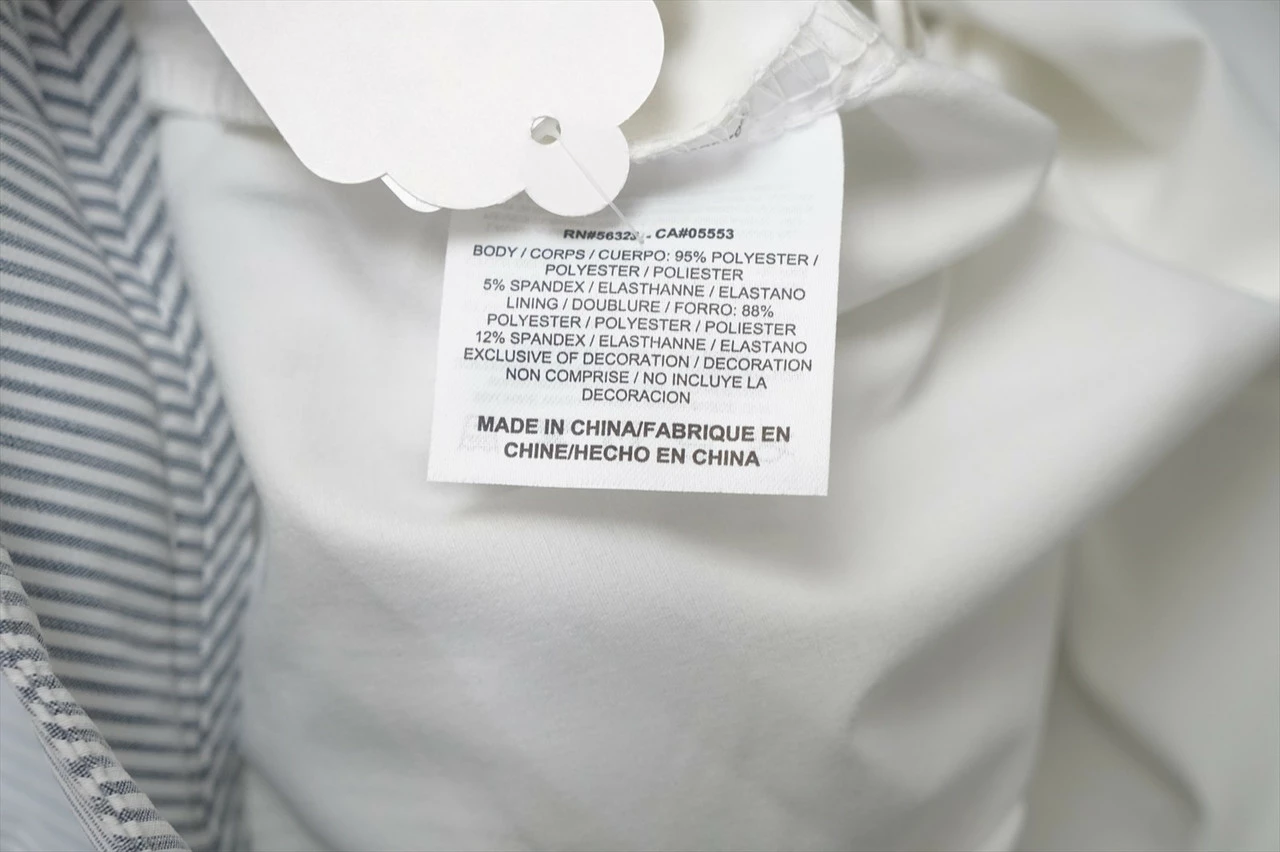 CA#05553
BODY / CORPS / CUERPO: 95% POLYESTER /
POLYESTER / POLIESTER
5% SPANDEX / ELASTHANNE / ELASTANO
LINING / DOUBLURE / FORRO: 88%
POLYESTER / POLYESTER / POLIESTER
12% SPANDEX / ELASTHANNE / ELASTANO
EXCLUSIVE OF DECORATION / DECORATION
NON COMPRISE / NO INCLUYE LA
DECORACION
MADE IN CHINA/FABRIQUE EN
CHINE/HECHO EN CHINA